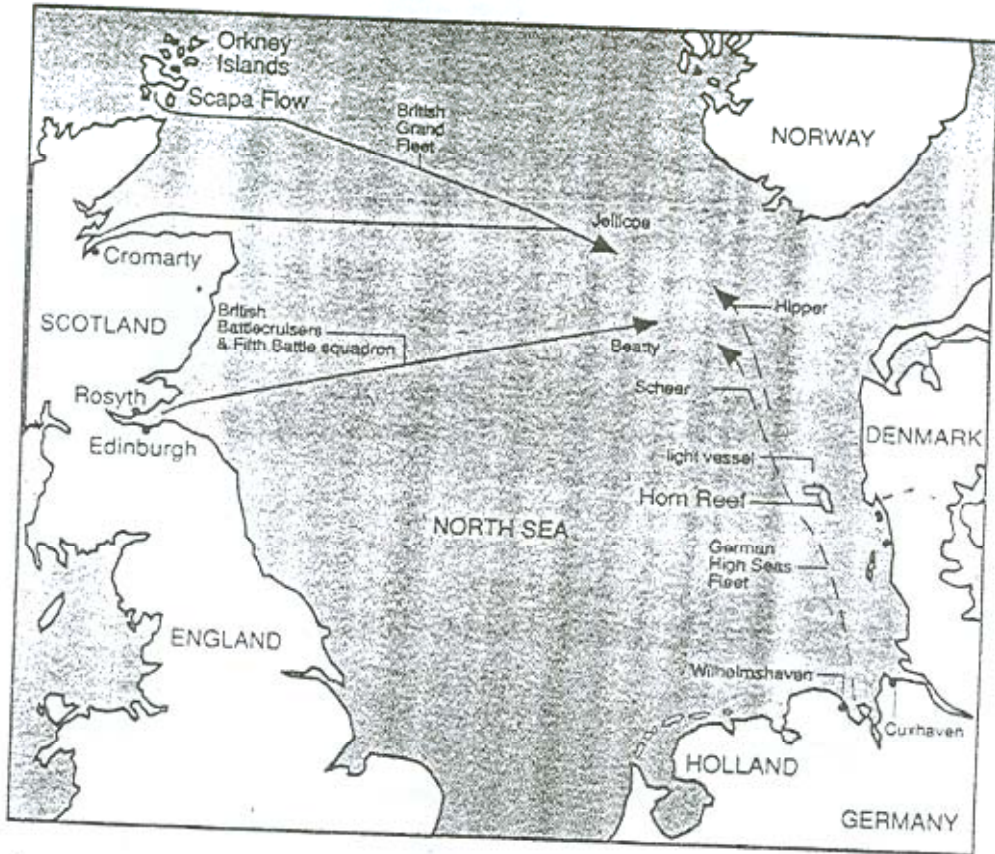 Orkney
Islands
Scapa Flow
British
Grand
Fleet
NORWAY
Jellicoe
Cromarty
Hipper
British
Battlecruisers
& Fifth Battle squadron
SCOTLAND
Beatty
Rosyth
Scheer
Edinburgh
DENMARK
light vessel
Horn Reef
NORTH SEA
German
High Seas
Fleet
ENGLAND
Wilhelmshaven
Cuxhaven
HOLLAND
GERMANY